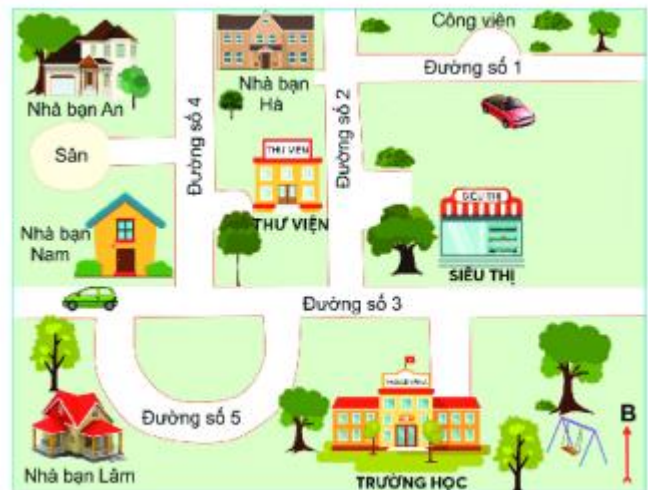 Công viên
Đường số 1
Nhà bạn An
Nhà bạn
Hà
Đường số 4
Đường số 2
Sân
THƯ VIỆN
THƯ VIỆN
SIÊU THỊ
SIÊU THỊ
Nhà bạn
Nam
Đường số 3
Đường số 5
Nhà bạn Lâm
TRƯỜNG HỌC
B